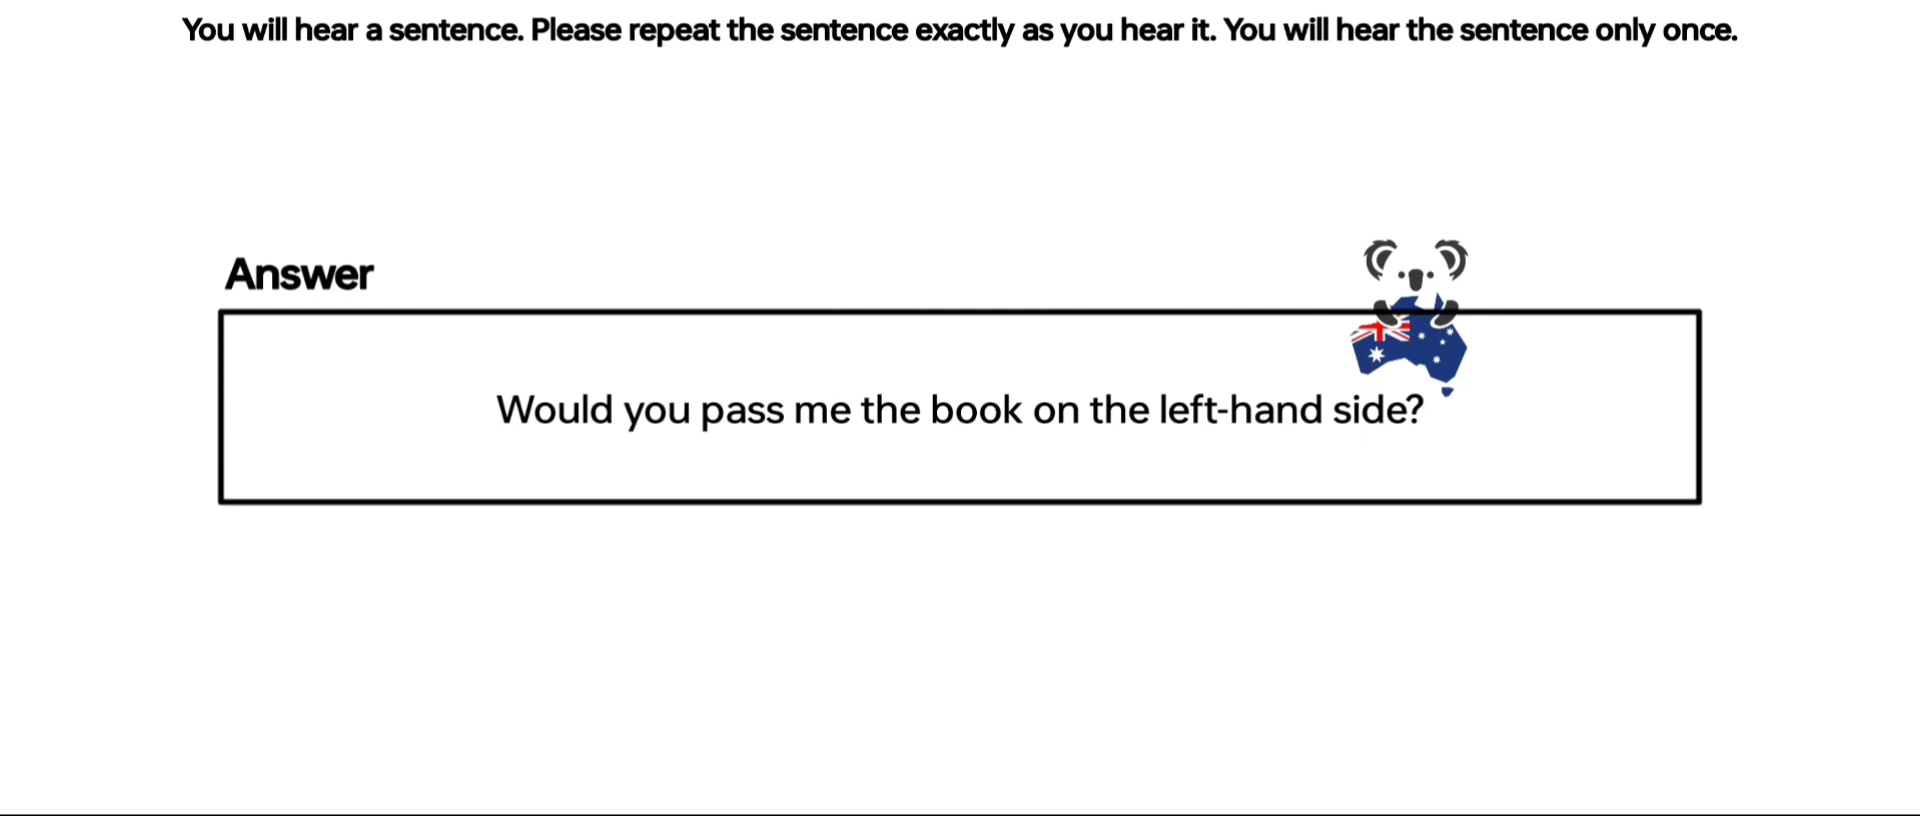 You will hear a sentence. Please repeat the sentence exactly as you hear it. You will hear the sentence only once.
Answer
Would you pass me the book on the left-hand side?